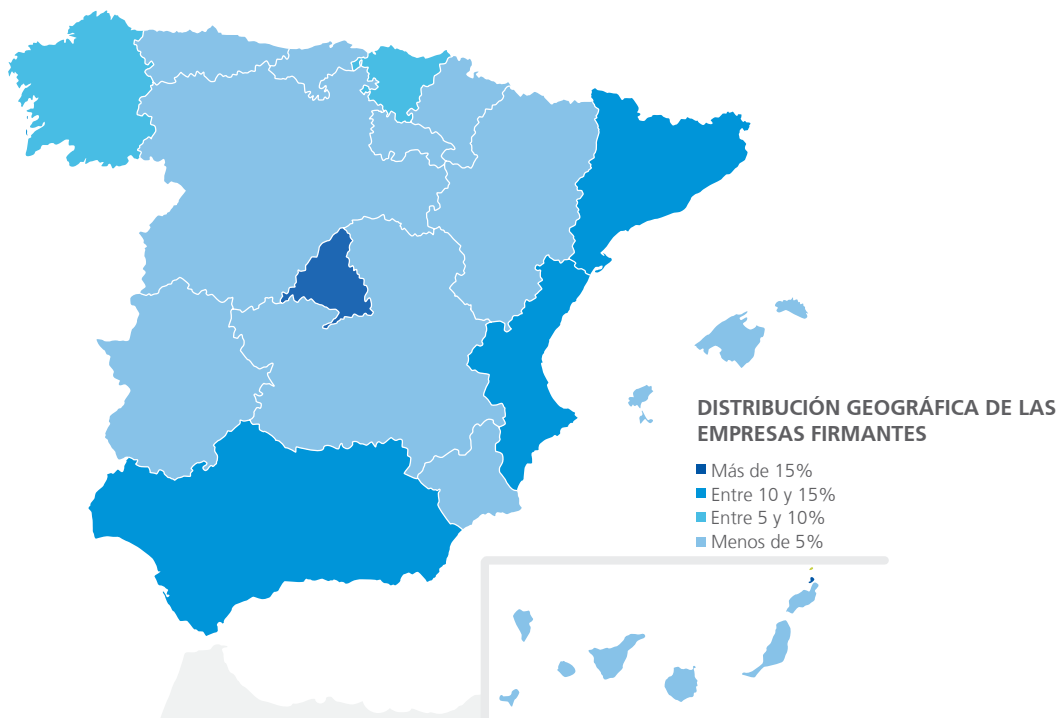 DISTRIBUCIÓN GEOGRÁFICA DE LAS
EMPRESAS FIRMANTES
Más de 15%
Entre 10 y 15%
Entre 5 y 10%
Menos de 5%